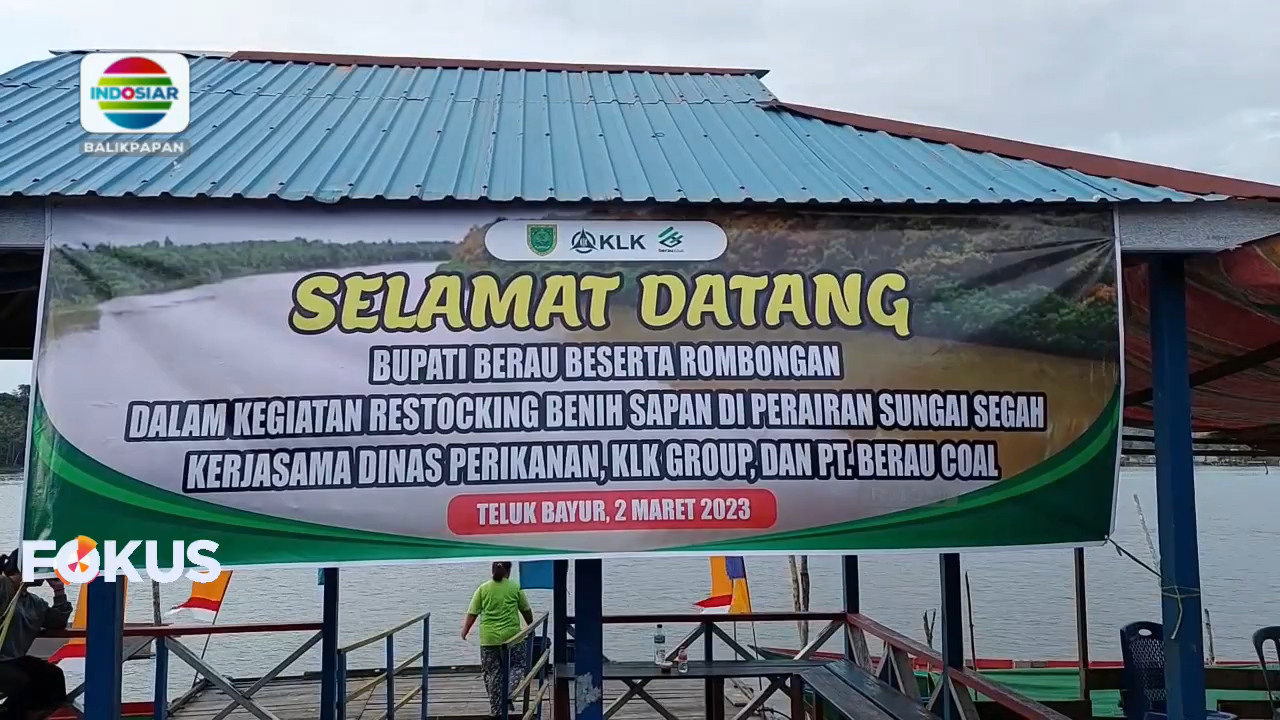 INDOSIAR
BALIKPAPAN
KLK
SELAMAT DATANG
BUPATI BERAU BESERTA ROMBONGAN
DALAM KEGIATAN RESTOCKING BENIH SAPAN DI PERAIRAN SUNGAI SEGAH
KERJASAMA DINAS PERIKANAN, KLK GROUP, DAN PT. BERAU COAL
TELUK BAYUR, 2 MARET 2023
FOKUS